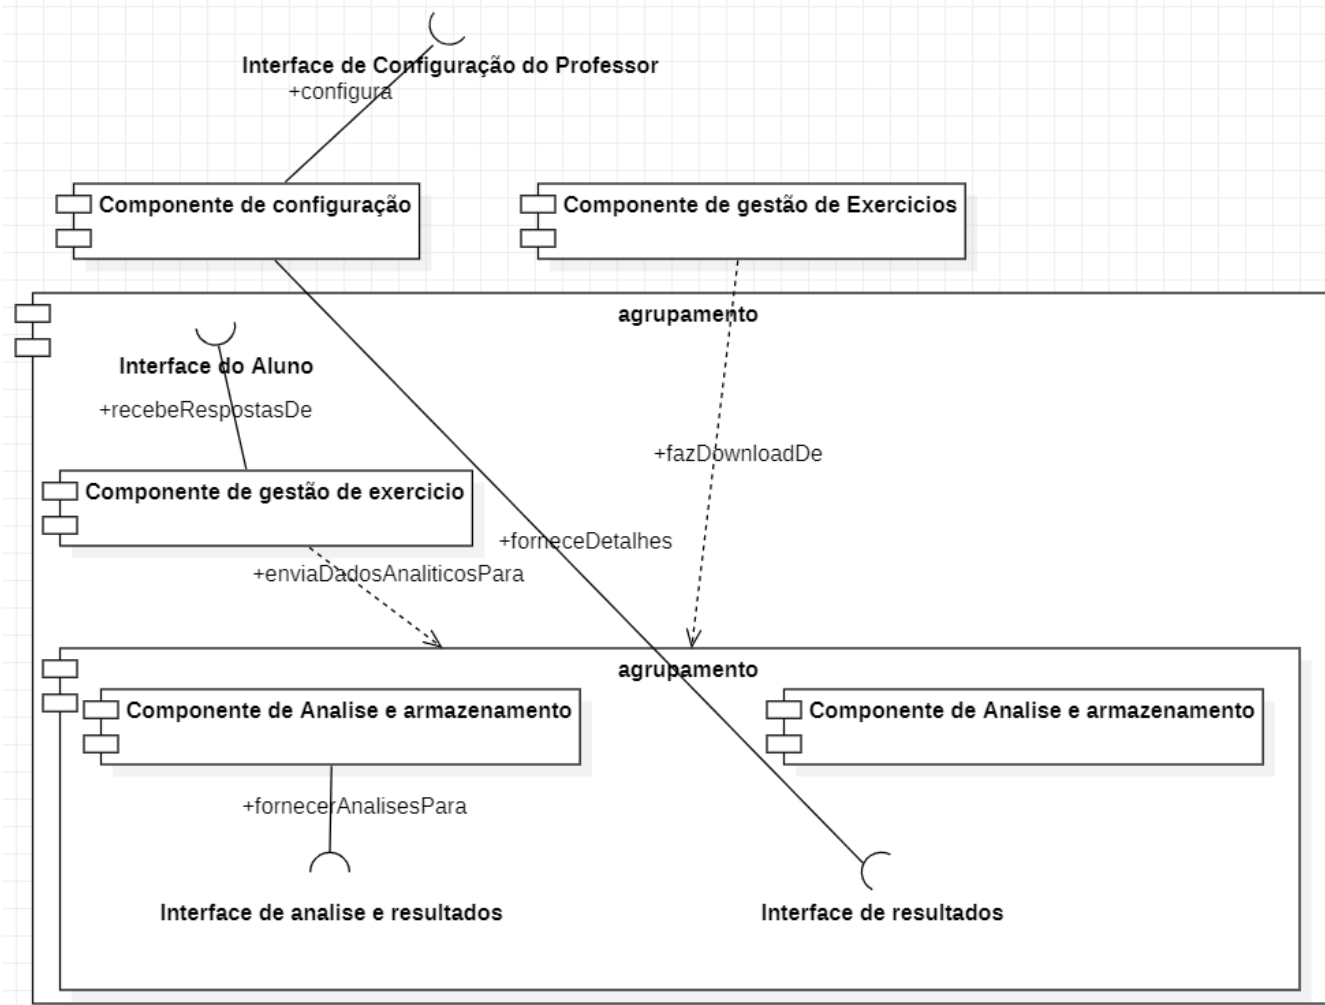 Interface de Configuração do Professor
+configura
Componente de configuração
Componente de gestão de Exercicios
agrupamento
Interface do Aluno
+recebeRespostasDe
+fazDownloadDe
Componente de gestão de exercicio
+forneceDetalhes
+enviaDadosAnaliticosPara
agrupamento
Componente de Analise e armazenamento
Componente de Analise e armazenamento
+fornecerAnalisesPara
Interface de analise e resultados
Interface de resultados